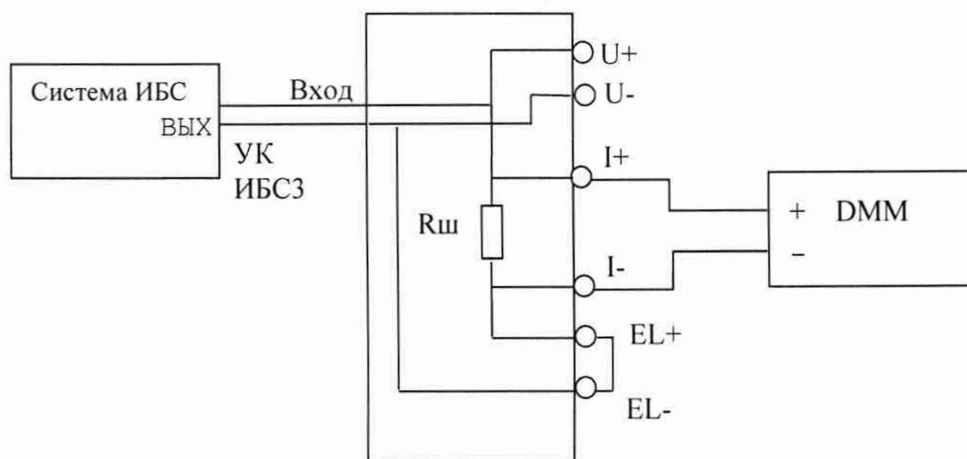 Система ИБС
ВЫХ
Вход
УК
ИБС3
U+
U-
I+
Rш
I-
EL+
EL-
+ DMM
-